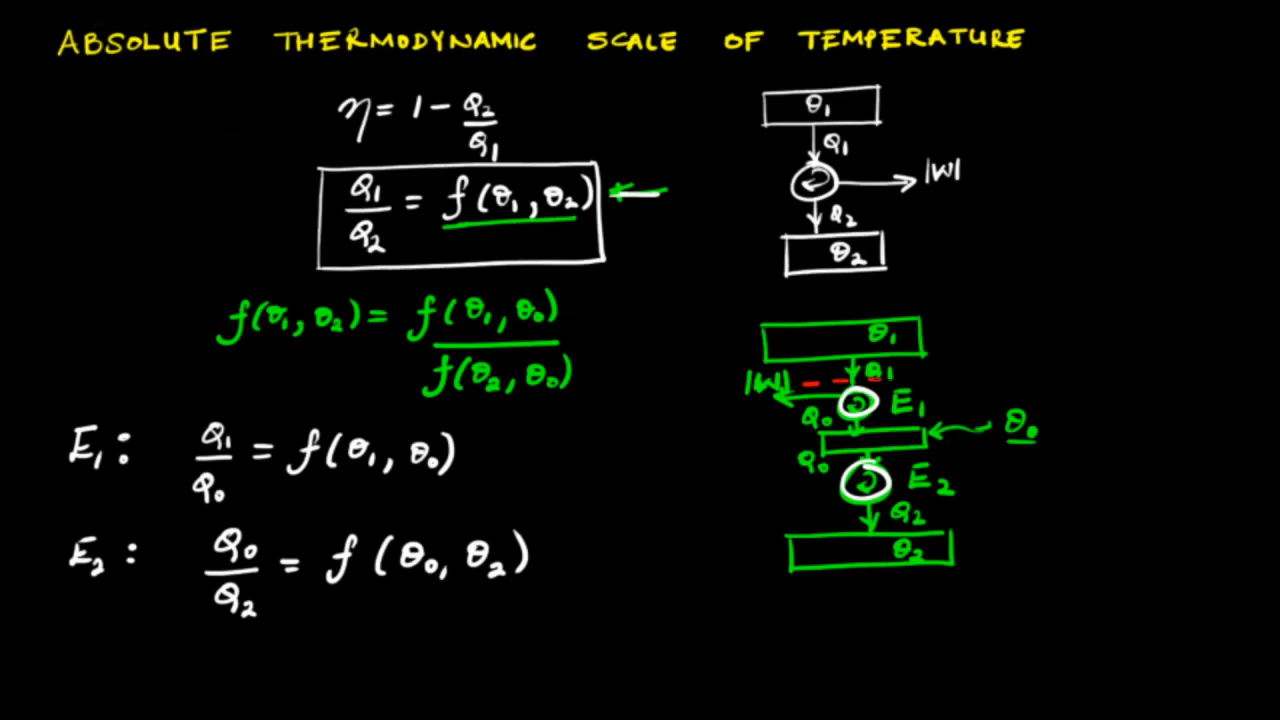 ABSOLUTE THERMODYNAMIC SCALE OF TEMPERATURE
η = 1 - Q₂/Q₁
Q₁/Q₂ = f(θ₁, θ₂)
f(θ₁, θ₂) = f(θ₁, θ₀)/f(θ₂, θ₀)
E₁: Q₁/Q₀ = f(θ₁, θ₀)
E₂: Q₀/Q₂ = f(θ₀, θ₂)
θ₁
Q₁
|W|
Q₂
θ₂
θ₁
Q₁
|W|
E₁
Q₀
θ₀
Q₀
E₂
Q₂
θ₂